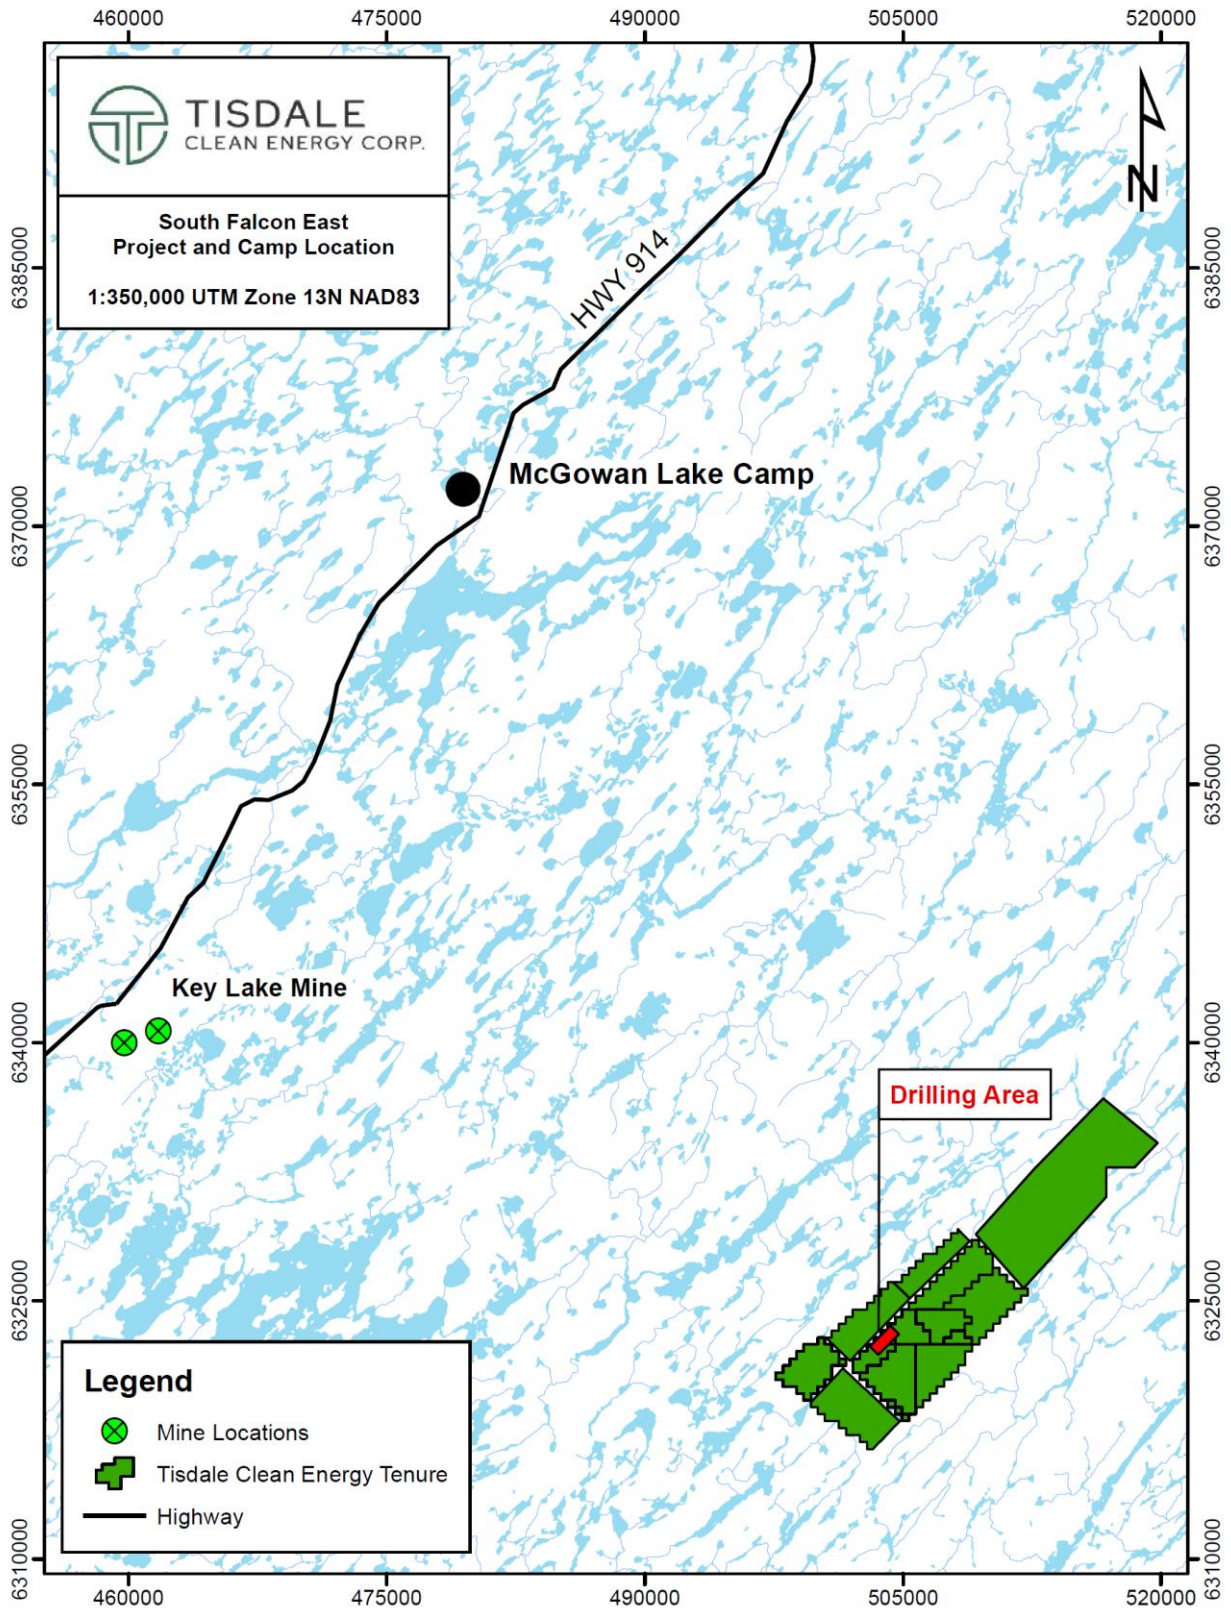 460000 475000 490000 505000 520000
TISDALE
CLEAN ENERGY CORP.
South Falcon East
Project and Camp Location
1:350,000 UTM Zone 13N NAD83
N
6385000 6385000
HWY 914
McGowan Lake Camp
6370000 6370000
6355000 6355000
Key Lake Mine
6340000 6340000
Drilling Area
6325000 6325000
Legend
Mine Locations
Tisdale Clean Energy Tenure
Highway
6310000 6310000
460000 475000 490000 505000 520000